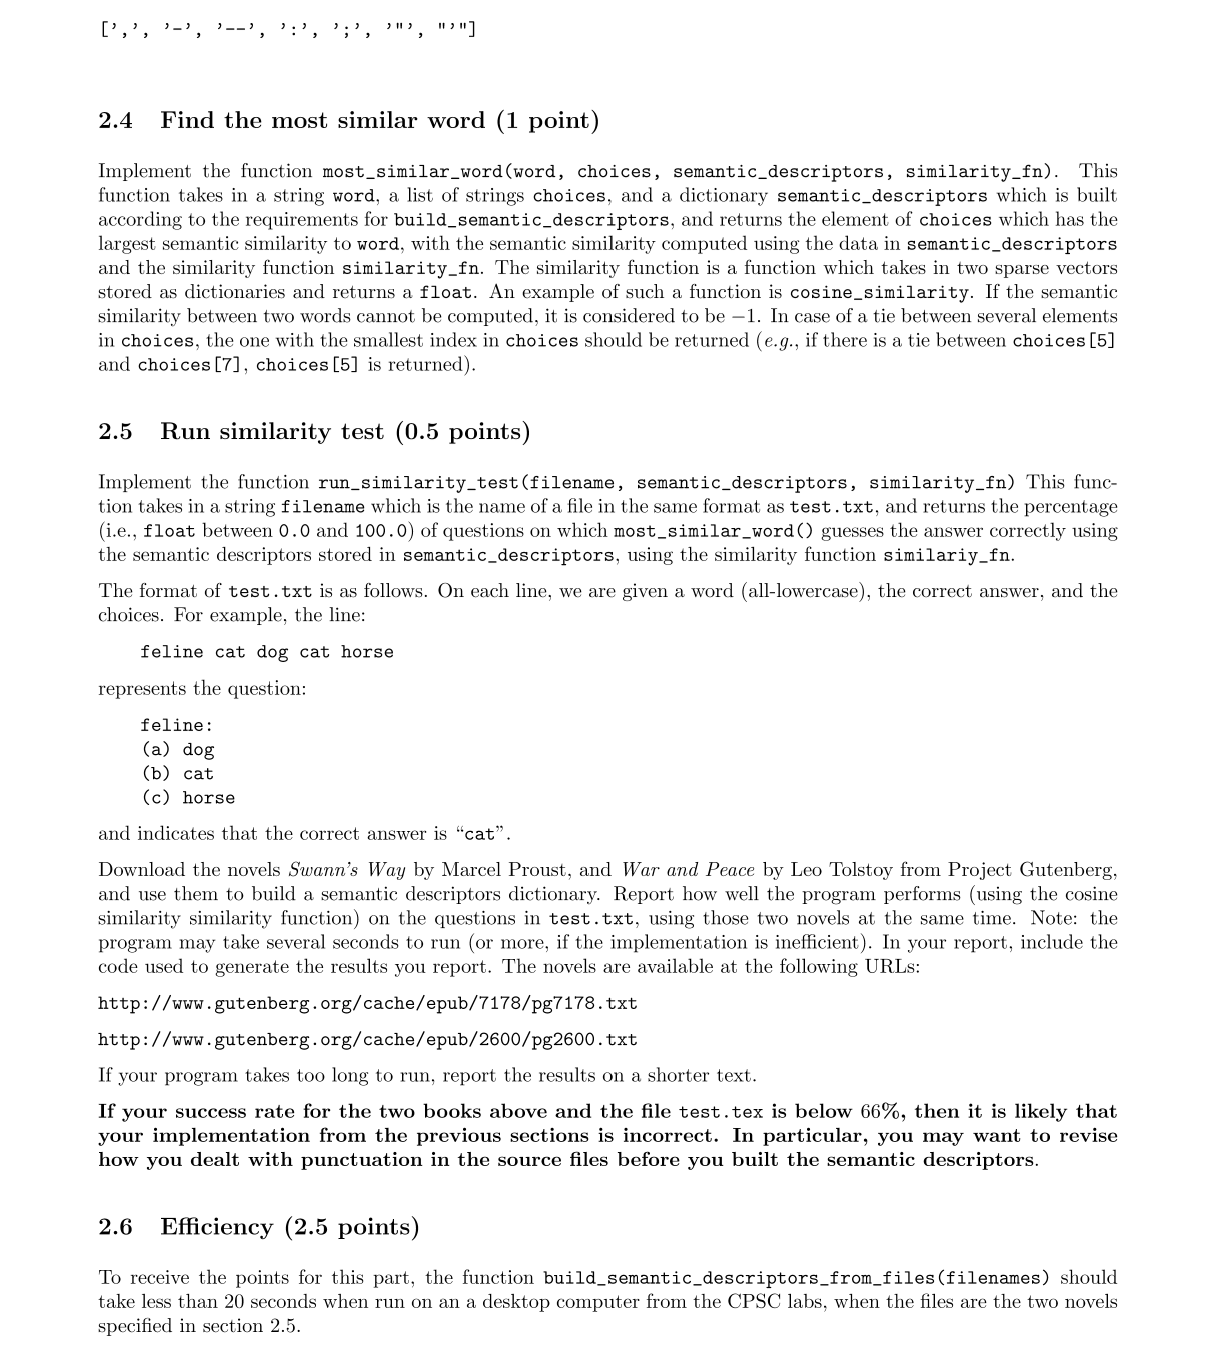 [’,’, ’-’, ’--’, ’:’, ’;’, ’"’, "’"]
2.4 Find the most similar word (1 point)
Implement the function most_similar_word(word, choices, semantic_descriptors, similarity_fn). This
function takes in a string word, a list of strings choices, and a dictionary semantic_descriptors which is built
according to the requirements for build_semantic_descriptors, and returns the element of choices which has the
largest semantic similarity to word, with the semantic similarity computed using the data in semantic_descriptors
and the similarity function similarity_fn. The similarity function is a function which takes in two sparse vectors
stored as dictionaries and returns a float. An example of such a function is cosine_similarity. If the semantic
similarity between two words cannot be computed, it is considered to be −1. In case of a tie between several elements
in choices, the one with the smallest index in choices should be returned (e.g., if there is a tie between choices[5]
and choices[7], choices[5] is returned).
2.5 Run similarity test (0.5 points)
Implement the function run_similarity_test(filename, semantic_descriptors, similarity_fn) This func-
tion takes in a string filename which is the name of a file in the same format as test.txt, and returns the percentage
(i.e., float between 0.0 and 100.0) of questions on which most_similar_word() guesses the answer correctly using
the semantic descriptors stored in semantic_descriptors, using the similarity function similariy_fn.
The format of test.txt is as follows. On each line, we are given a word (all-lowercase), the correct answer, and the
choices. For example, the line:
feline cat dog cat horse
represents the question:
feline:
(a) dog
(b) cat
(c) horse
and indicates that the correct answer is “cat”.
Download the novels Swann’s Way by Marcel Proust, and War and Peace by Leo Tolstoy from Project Gutenberg,
and use them to build a semantic descriptors dictionary. Report how well the program performs (using the cosine
similarity similarity function) on the questions in test.txt, using those two novels at the same time. Note: the
program may take several seconds to run (or more, if the implementation is inefficient). In your report, include the
code used to generate the results you report. The novels are available at the following URLs:
http://www.gutenberg.org/cache/epub/7178/pg7178.txt
http://www.gutenberg.org/cache/epub/2600/pg2600.txt
If your program takes too long to run, report the results on a shorter text.
If your success rate for the two books above and the file test.tex is below 66%, then it is likely that
your implementation from the previous sections is incorrect. In particular, you may want to revise
how you dealt with punctuation in the source files before you built the semantic descriptors.
2.6 Efficiency (2.5 points)
To receive the points for this part, the function build_semantic_descriptors_from_files(filenames) should
take less than 20 seconds when run on an a desktop computer from the CPSC labs, when the files are the two novels
specified in section 2.5.